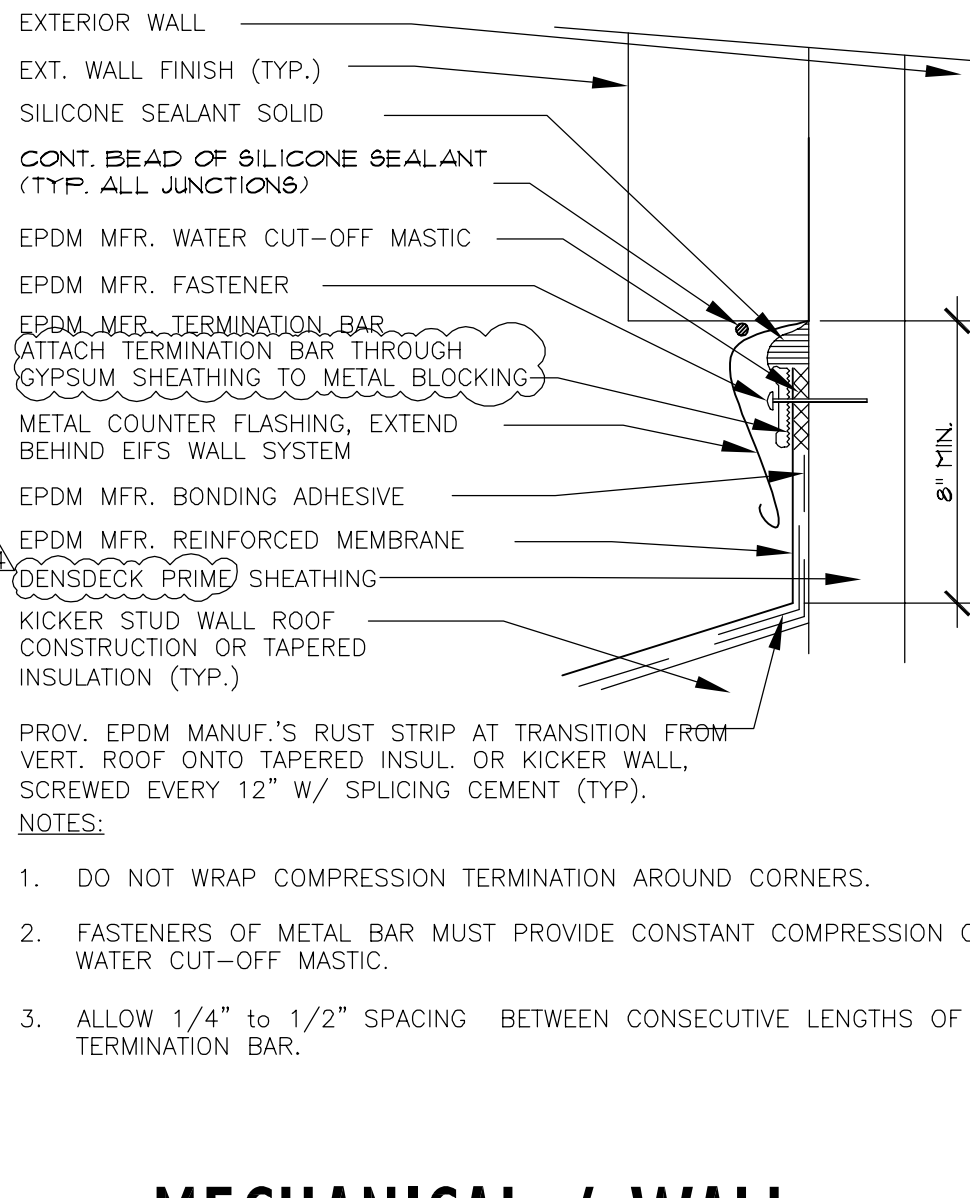 EXTERIOR WALL
EXT. WALL FINISH (TYP.)
SILICONE SEALANT SOLID
CONT. BEAD OF SILICONE SEALANT
(TYP. ALL JUNCTIONS)
EPDM MFR. WATER CUT-OFF MASTIC
EPDM MFR. FASTENER
EPDM MFR. TERMINATION BAR
ATTACH TERMINATION BAR THROUGH
GYPSUM SHEATHING TO METAL BLOCKING
METAL COUNTER FLASHING, EXTEND
BEHIND EIFS WALL SYSTEM
EPDM MFR. BONDING ADHESIVE
EPDM MFR. REINFORCED MEMBRANE
4
DENSDECK PRIME SHEATHING
KICKER STUD WALL ROOF
CONSTRUCTION OR TAPERED
INSULATION (TYP.)
PROV. EPDM MANUF.'S RUST STRIP AT TRANSITION FROM
VERT. ROOF ONTO TAPERED INSUL. OR KICKER WALL,
SCREWED EVERY 12" W/ SPLICING CEMENT (TYP).
8" MIN.
NOTES:
1. DO NOT WRAP COMPRESSION TERMINATION AROUND CORNERS.
2. FASTENERS OF METAL BAR MUST PROVIDE CONSTANT COMPRESSION
WATER CUT-OFF MASTIC.
3. ALLOW 1/4" to 1/2" SPACING BETWEEN CONSECUTIVE LENGTHS OF
TERMINATION BAR.
MECHANICAL / WALL